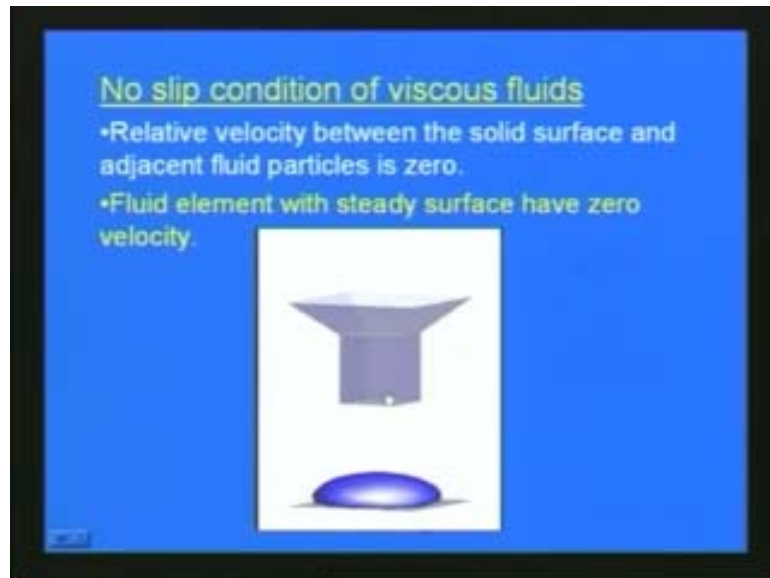 No slip condition of viscous fluids
•Relative velocity between the solid surface and
adjacent fluid particles is zero.
•Fluid element with steady surface have zero
velocity.